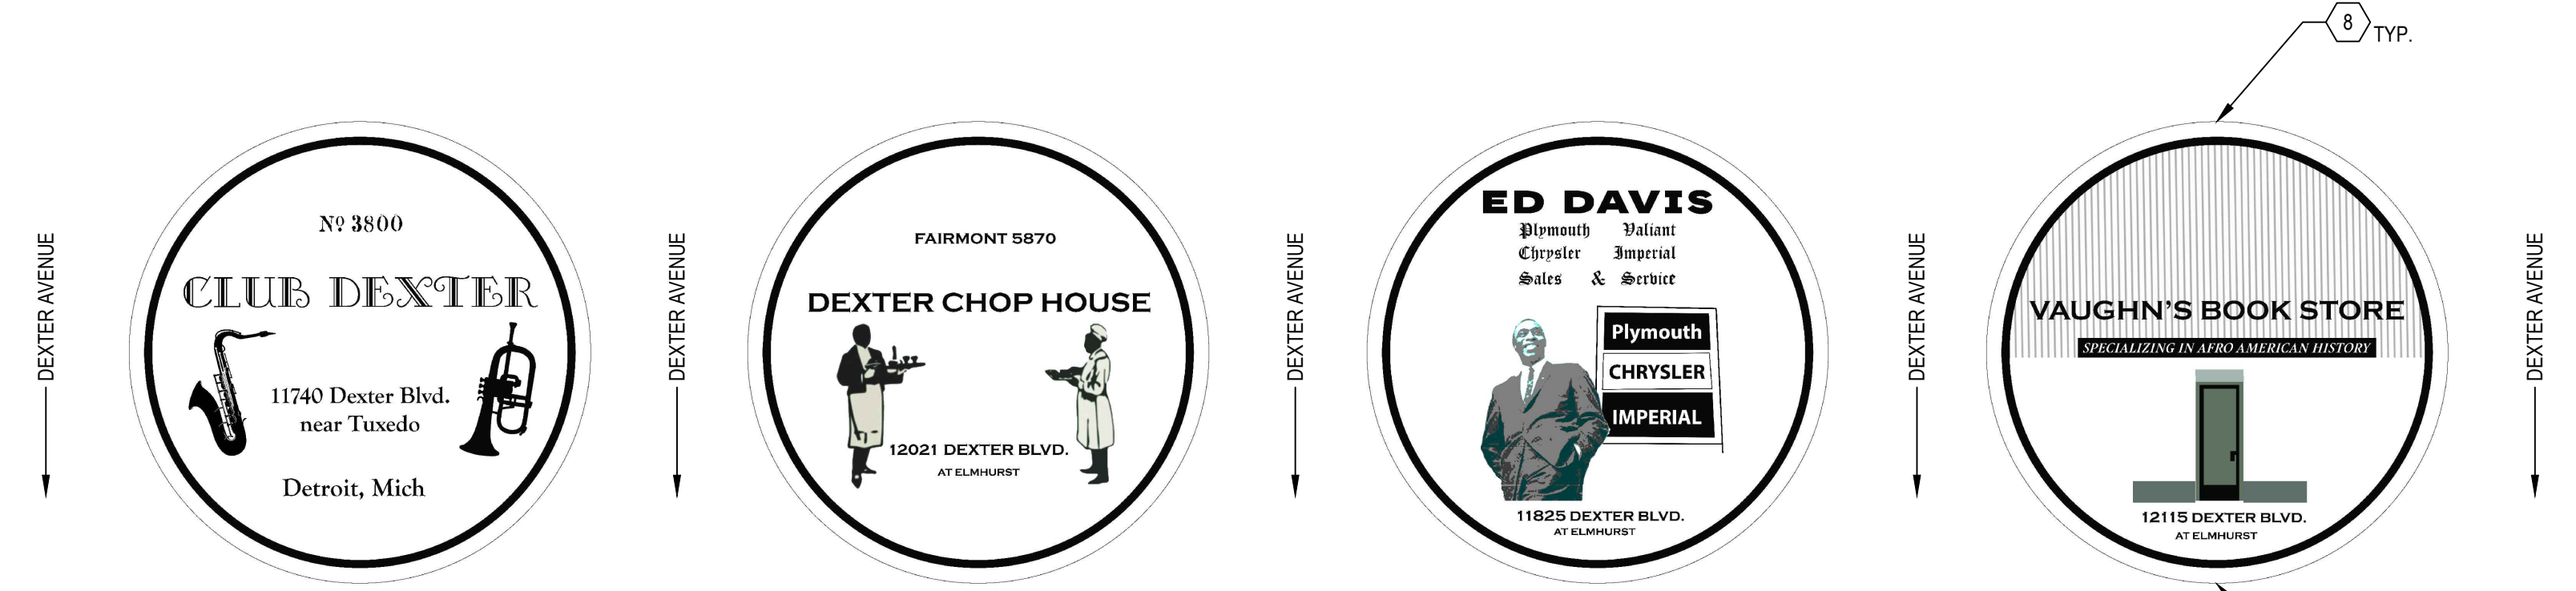 8 TYP.
DEXTER AVENUE
Nº 3800
CLUB DEXTER
11740 Dexter Blvd.
near Tuxedo
Detroit, Mich
DEXTER AVENUE
FAIRMONT 5870
DEXTER CHOP HOUSE
12021 DEXTER BLVD.
AT ELMHURST
DEXTER AVENUE
ED DAVIS
Plymouth Valiant
Chrysler Imperial
Sales & Service
Plymouth
CHRYSLER
IMPERIAL
11825 DEXTER BLVD.
AT ELMHURST
DEXTER AVENUE
VAUGHN'S BOOK STORE
SPECIALIZING IN AFRO AMERICAN HISTORY
12115 DEXTER BLVD.
AT ELMHURST
DEXTER AVENUE